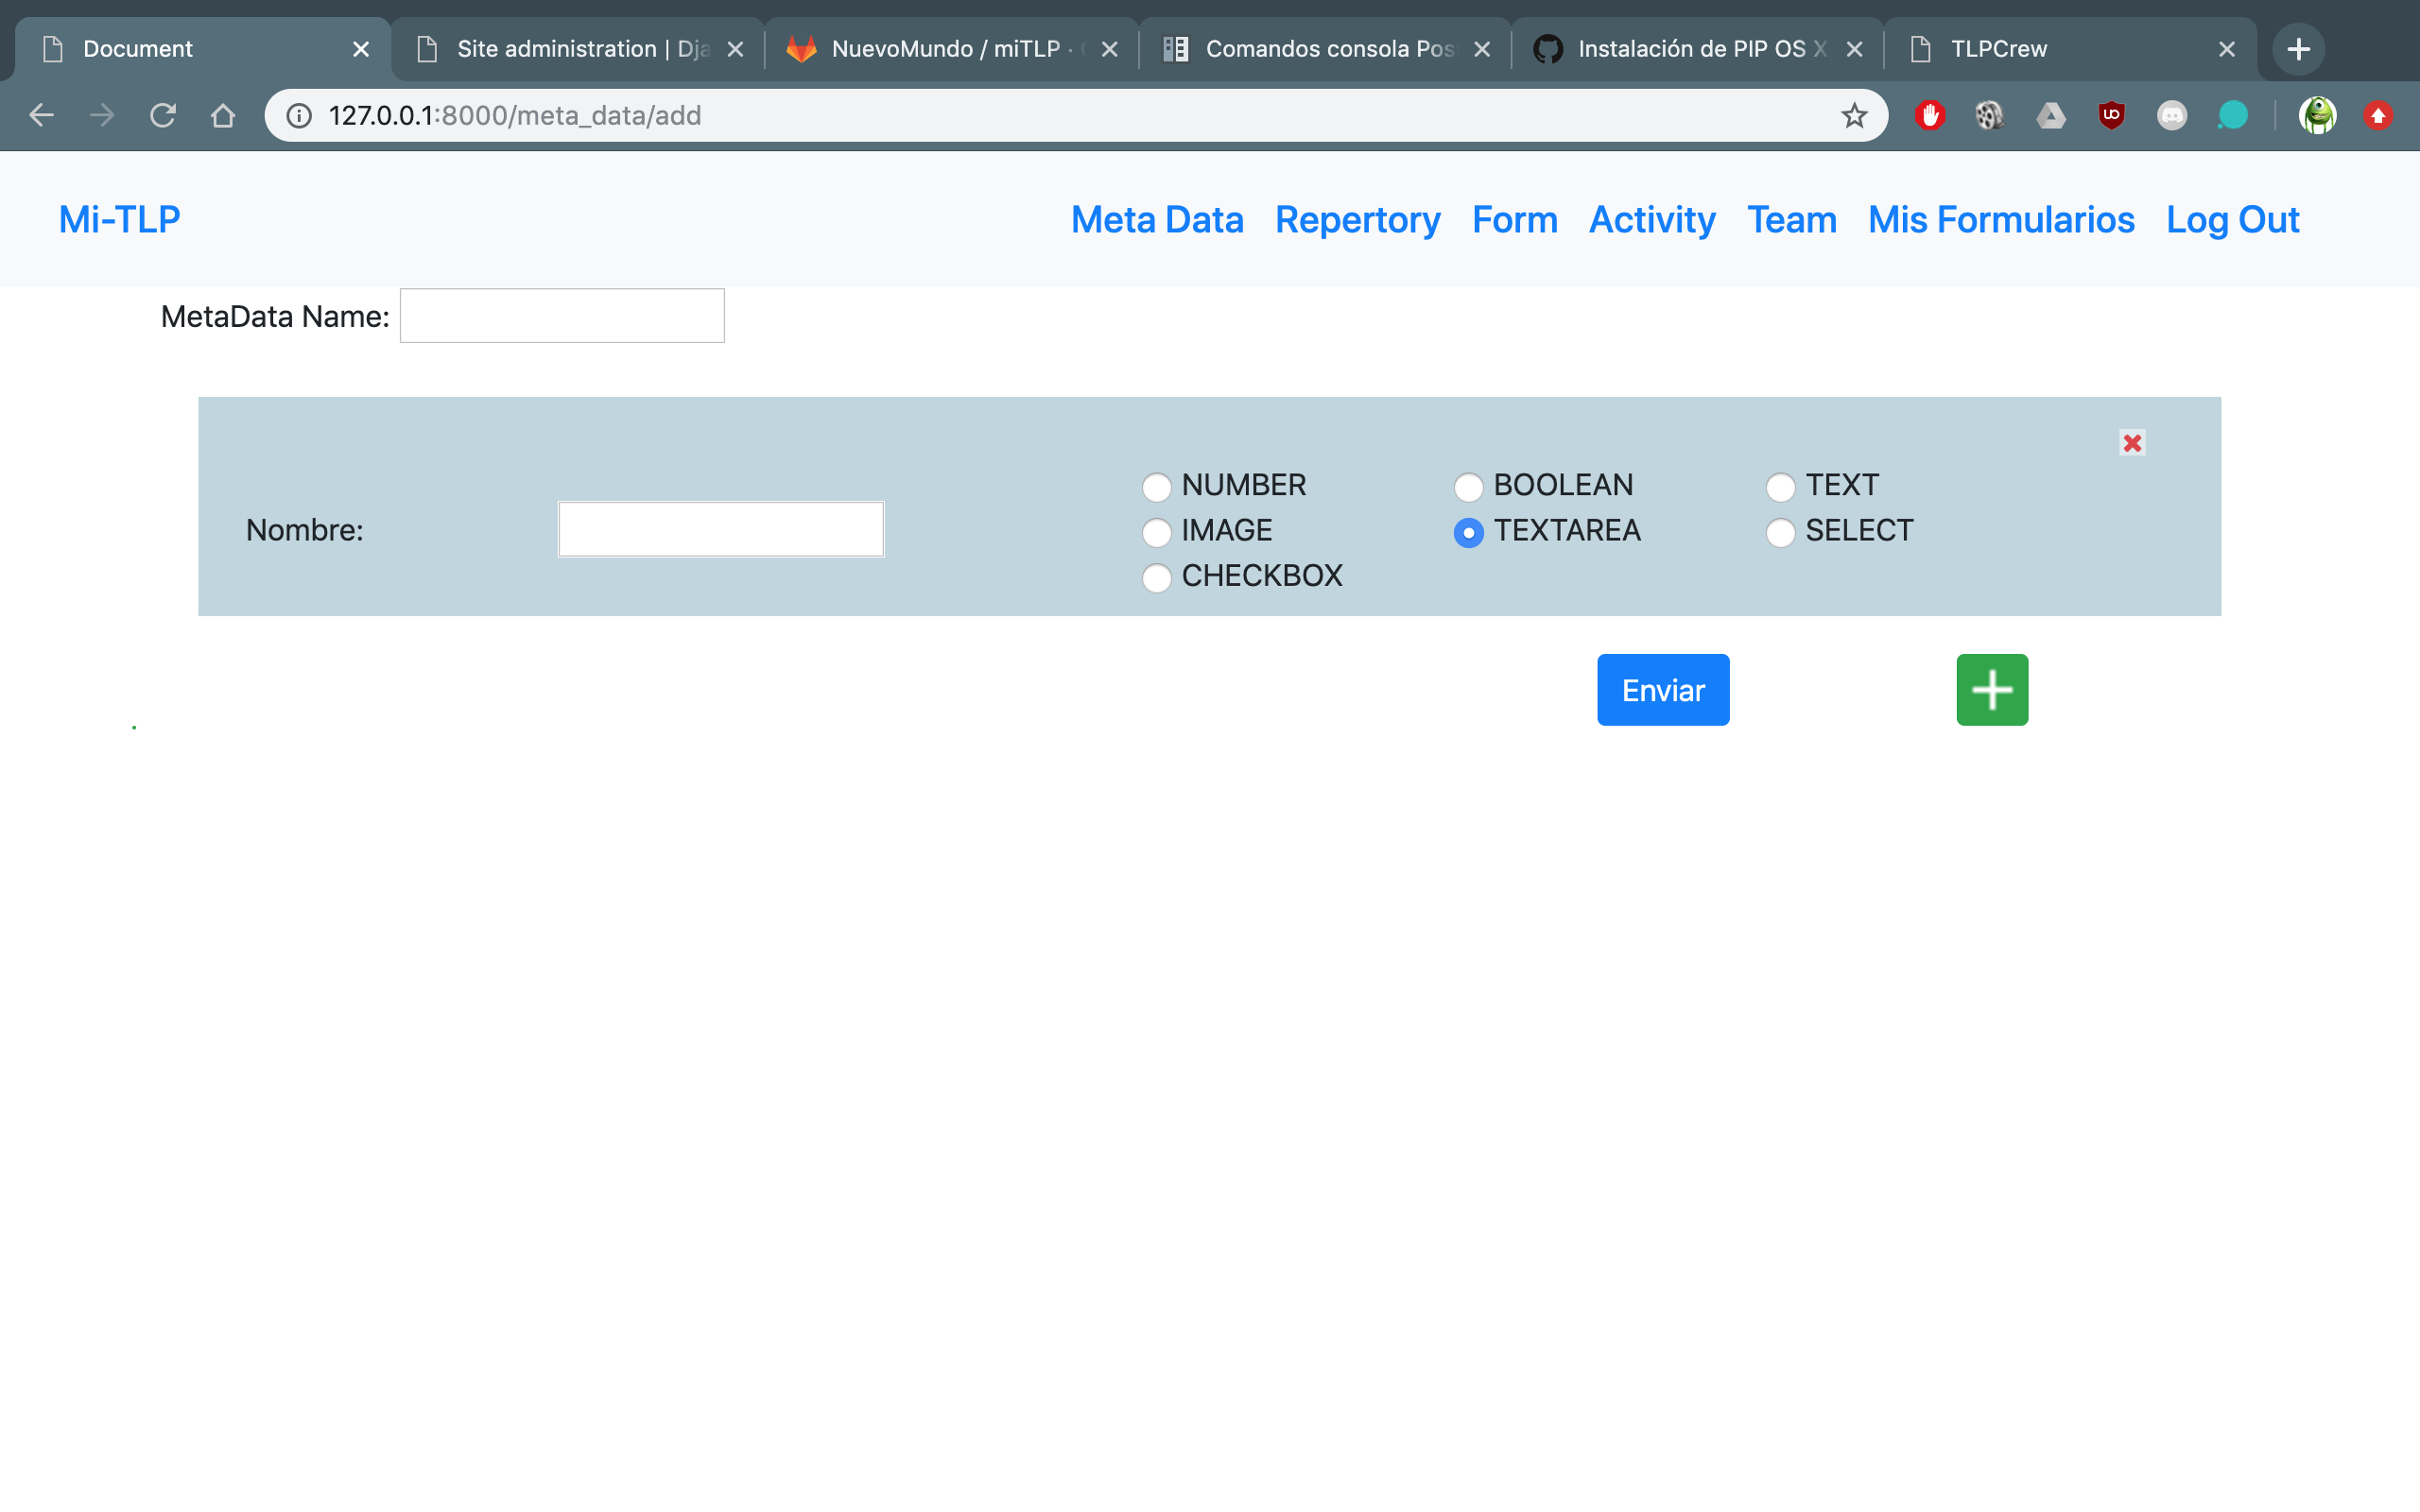 Document
Site administration | Dja
NuevoMundo / miTLP ·
Comandos consola Pos
Instalación de PIP OS X
TLPCrew
127.0.0.1:8000/meta_data/add
Mi-TLP
Meta Data Repertory Form Activity Team Mis Formularios Log Out
MetaData Name:
NUMBER BOOLEAN TEXT
Nombre: IMAGE TEXTAREA SELECT
CHECKBOX
Enviar